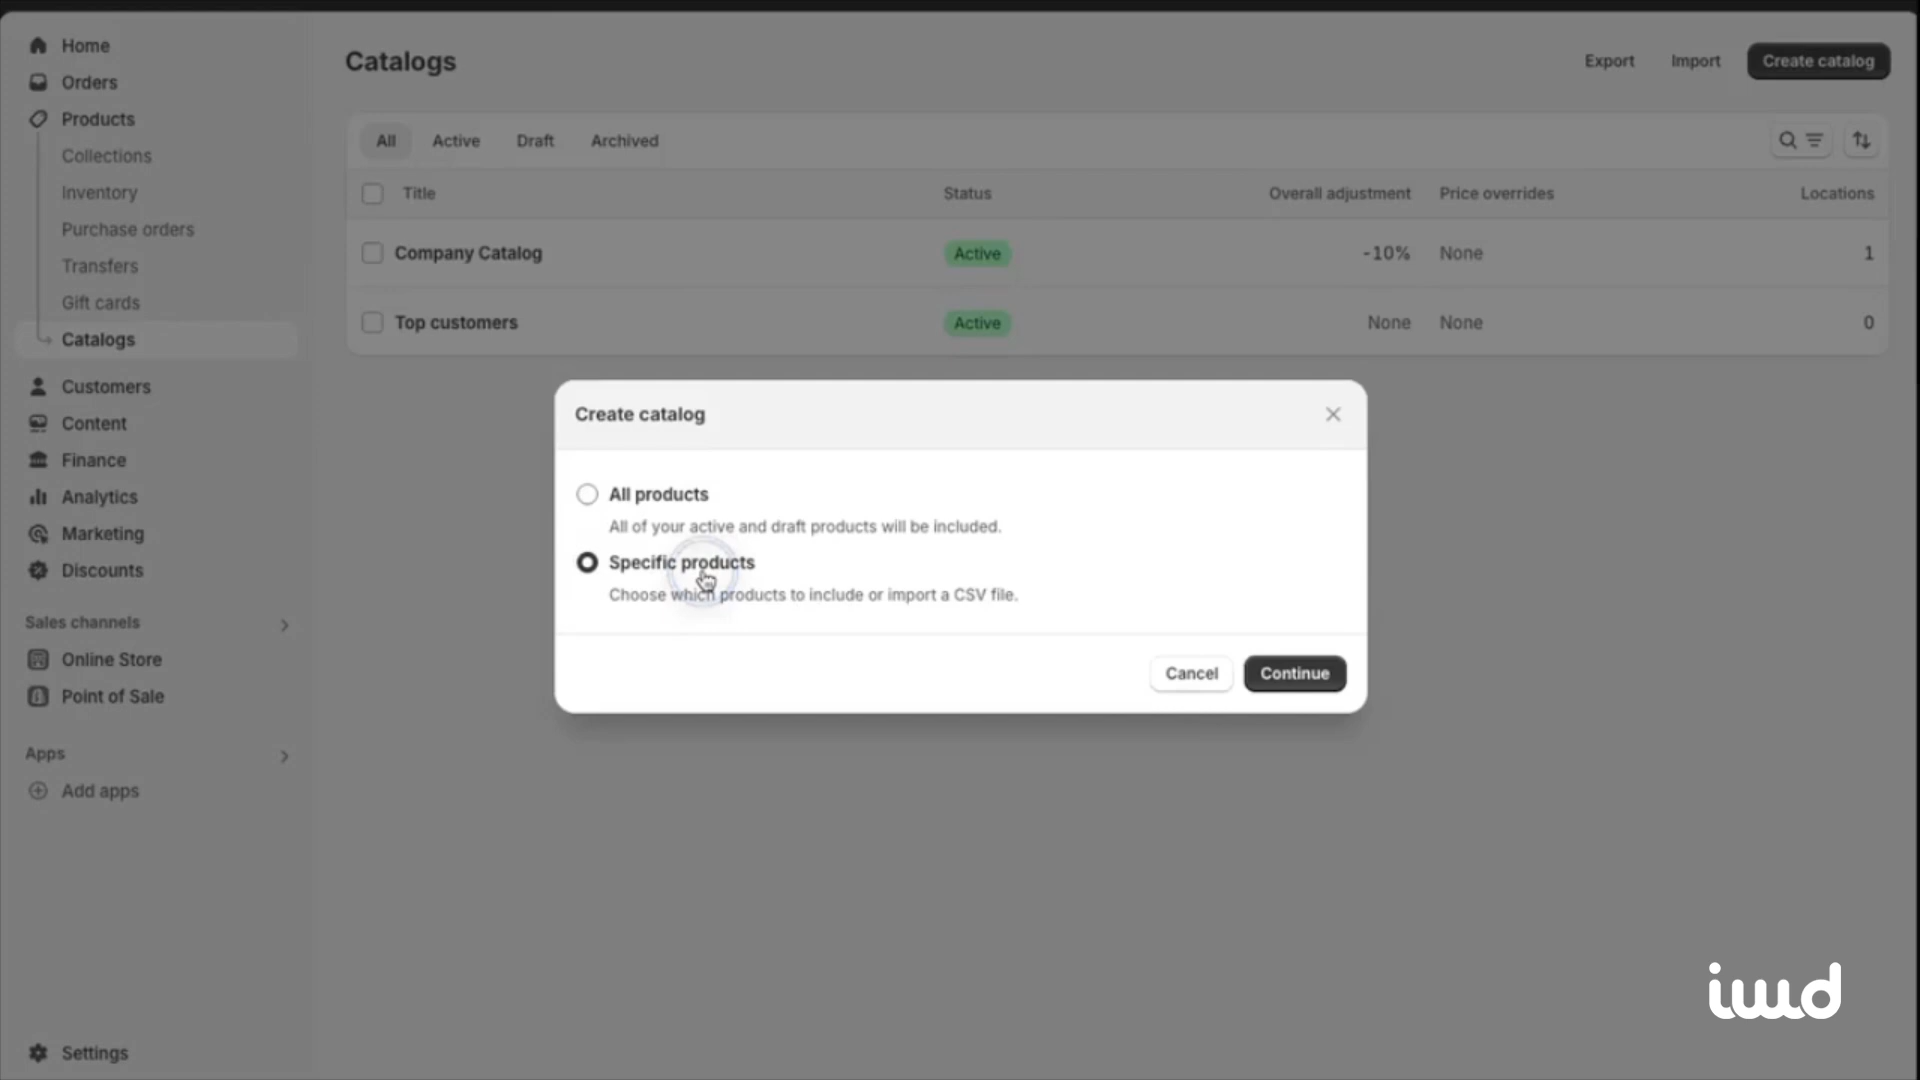 Home
Orders
Products
Collections
Inventory
Purchase orders
Transfers
Gift cards
Catalogs
Customers
Content
Finance
Analytics
Marketing
Discounts
Sales channels
Online Store
Point of Sale
Apps
Add apps
Settings
Catalogs
Export Import Create catalog
All Active Draft Archived
Title Status Overall adjustment Price overrides Locations
Company Catalog Active -10% None 1
Top customers Active None None 0
Create catalog
All products
All of your active and draft products will be included.
Specific products
Choose which products to include or import a CSV file.
Cancel Continue
iwd